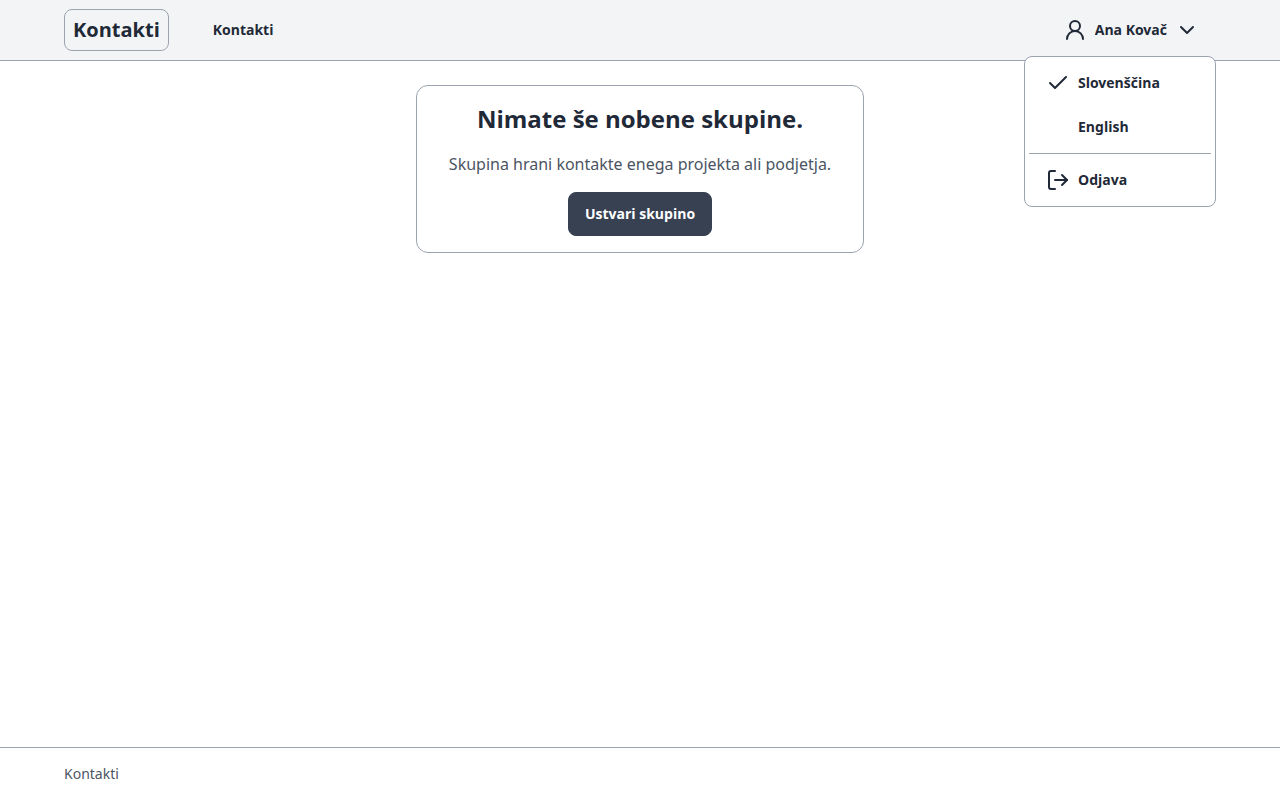 Kontakti
Kontakti
Ana Kovač
Slovenščina
English
Odjava
Nimate še nobene skupine.
Skupina hrani kontakte enega projekta ali podjetja.
Ustvari skupino
Kontakti